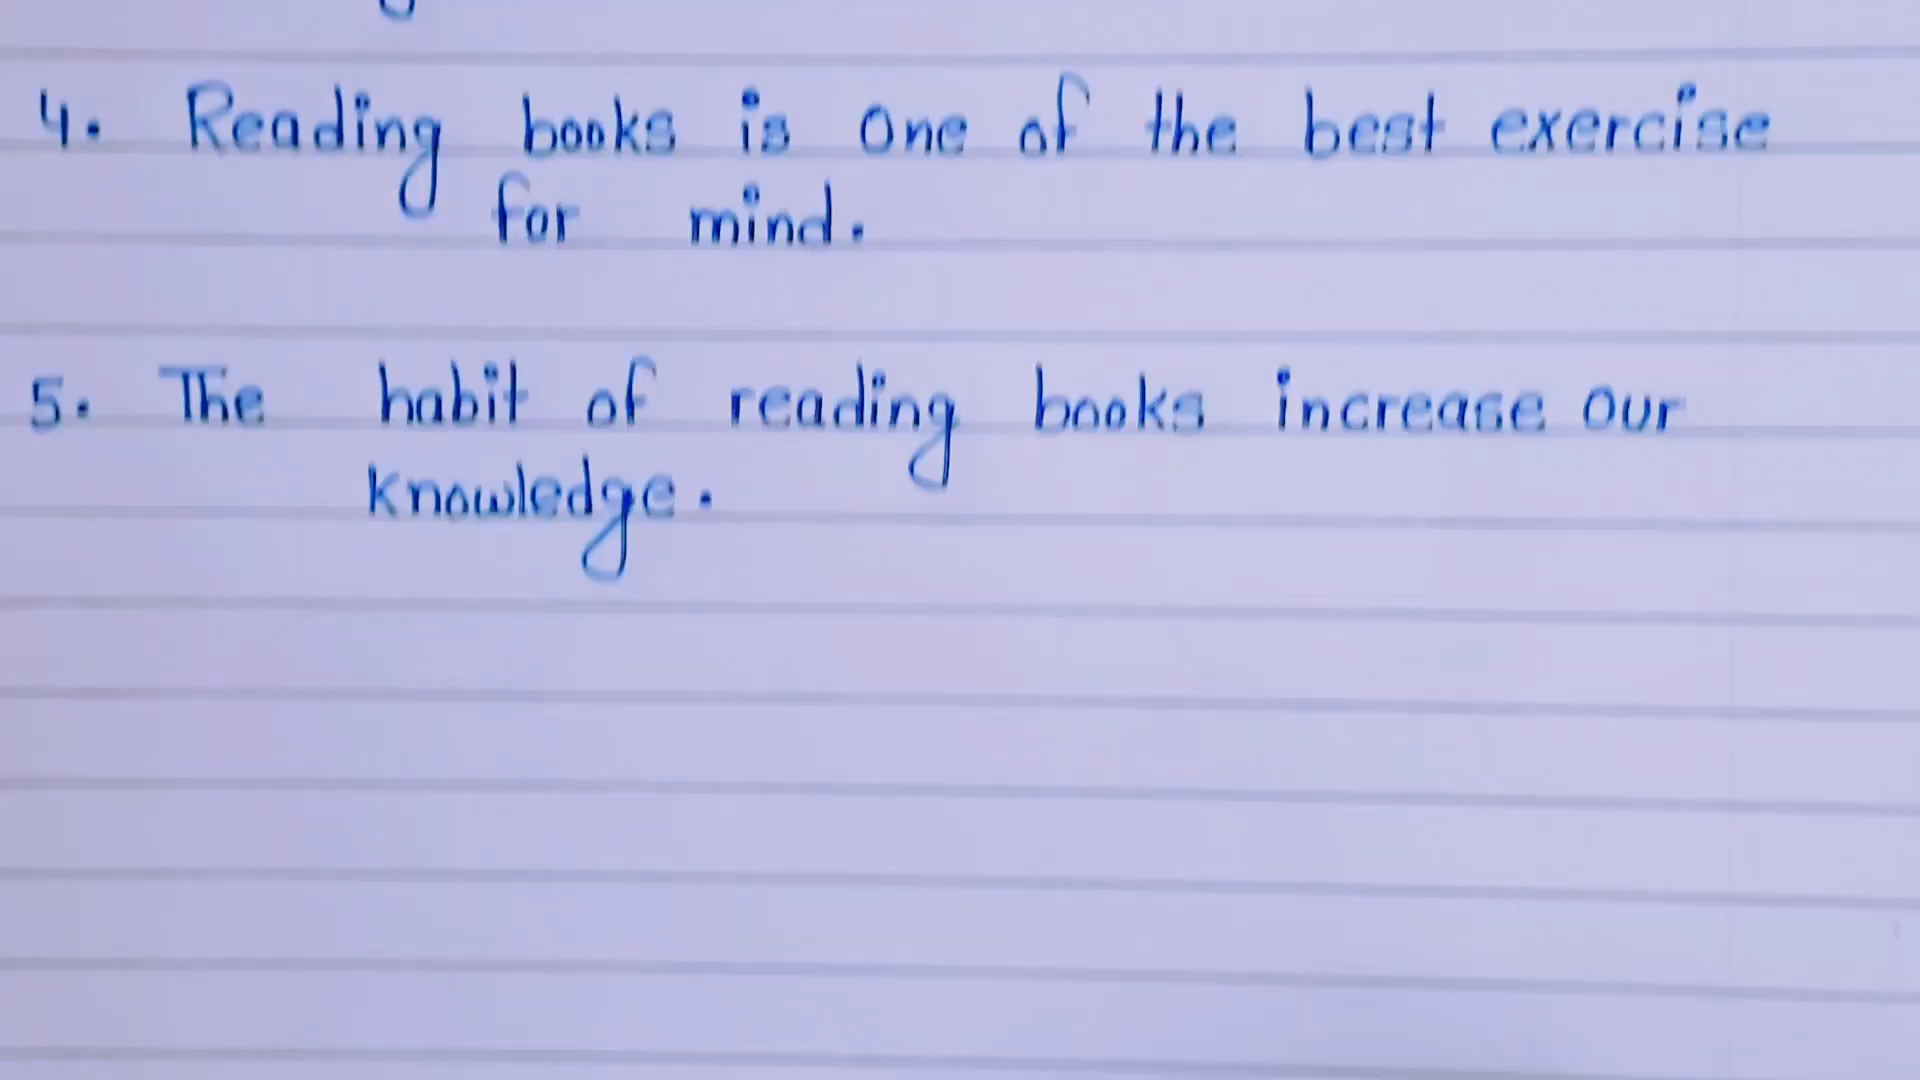 4. Reading books is one of the best exercise
for mind.
5. The habit of reading books increase our
knowledge.